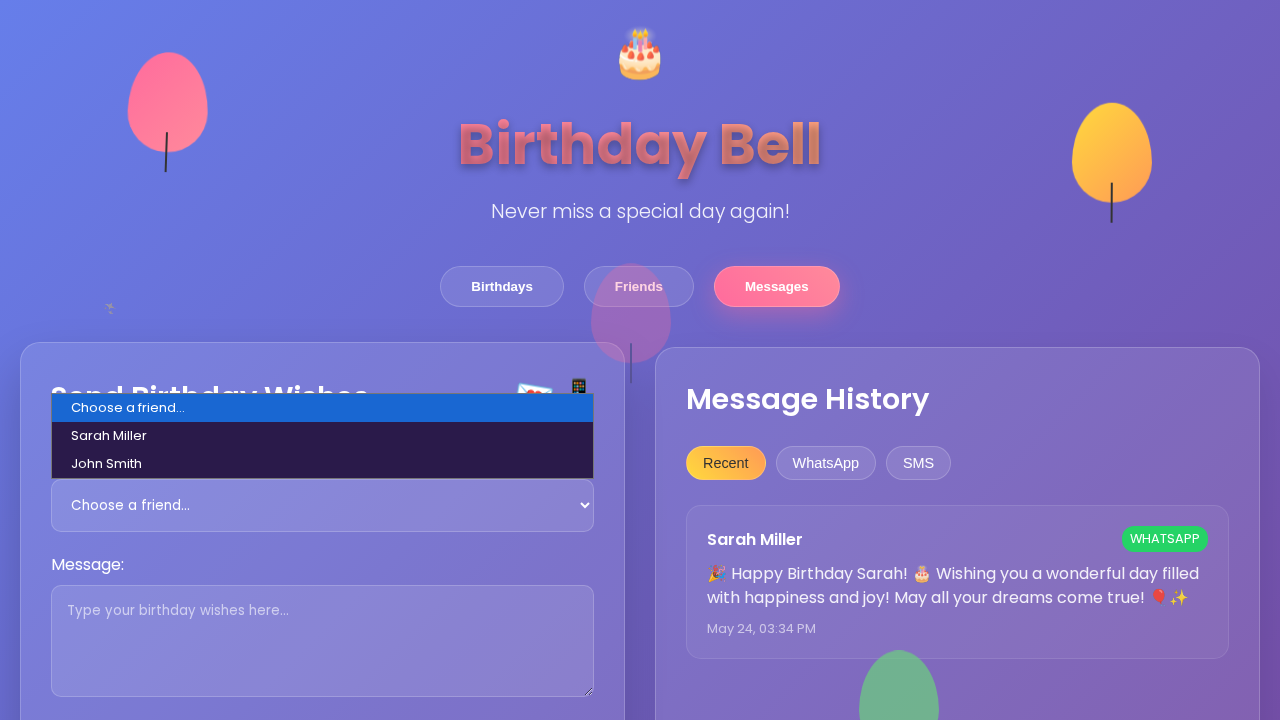 Birthday Bell
Never miss a special day again!
Birthdays
Friends
Messages
Send Birthday Wishes
Choose a friend...
Sarah Miller
John Smith
Choose a friend...
Message:
Type your birthday wishes here...
Message History
Recent
WhatsApp
SMS
Sarah Miller
WHATSAPP
🎉 Happy Birthday Sarah! 🎂 Wishing you a wonderful day filled
with happiness and joy! May all your dreams come true! 🎈✨
May 24, 03:34 PM